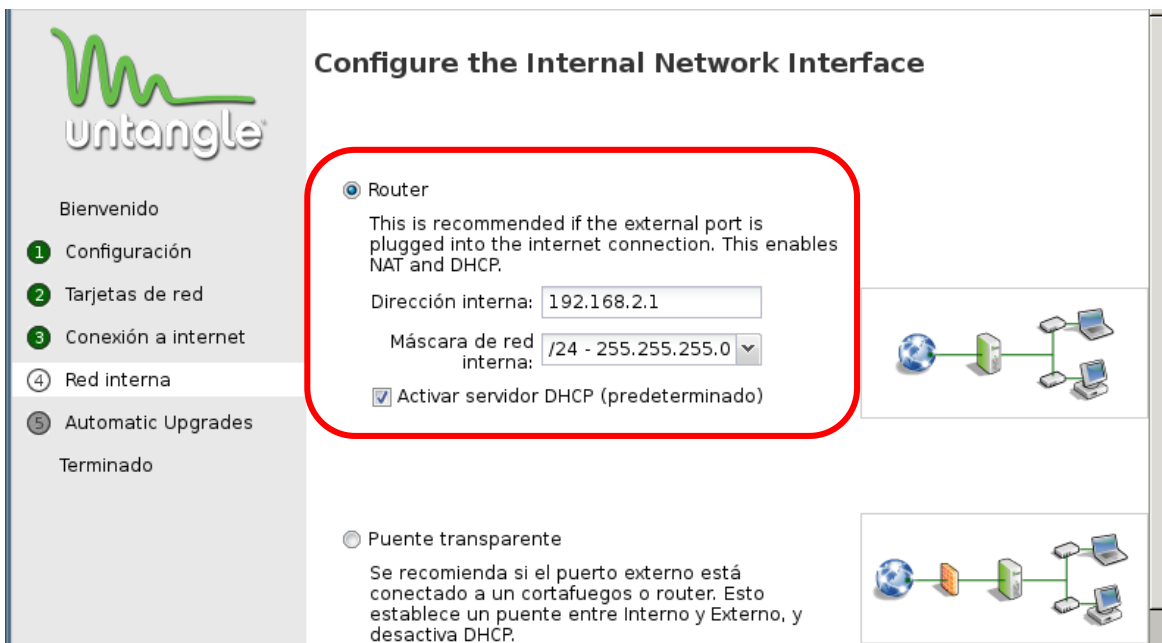 untangle
Configure the Internal Network Interface
Bienvenido
1 Configuración
2 Tarjetas de red
3 Conexión a internet
4 Red interna
5 Automatic Upgrades
Terminado
Router
This is recommended if the external port is
plugged into the internet connection. This enables
NAT and DHCP.
Dirección interna: 192.168.2.1
Máscara de red
interna: /24 - 255.255.255.0
Activar servidor DHCP (predeterminado)
Puente transparente
Se recomienda si el puerto externo está
conectado a un cortafuegos o router. Esto
establece un puente entre Interno y Externo, y
desactiva DHCP.